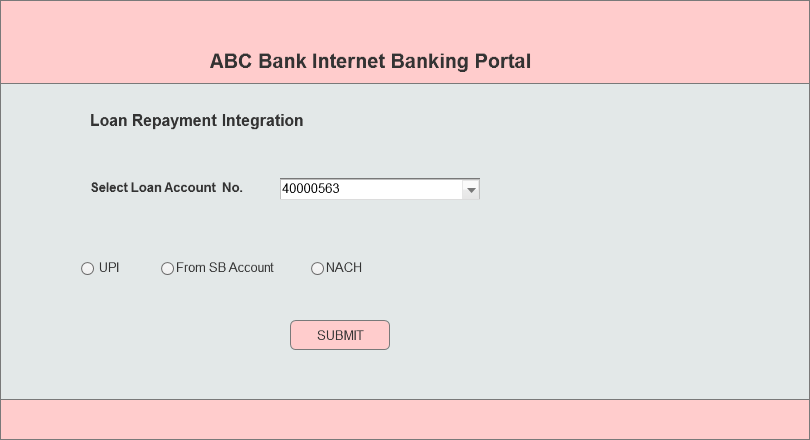 ABC Bank Internet Banking Portal
Loan Repayment Integration
Select Loan Account No. 40000563
UPI From SB Account NACH
SUBMIT